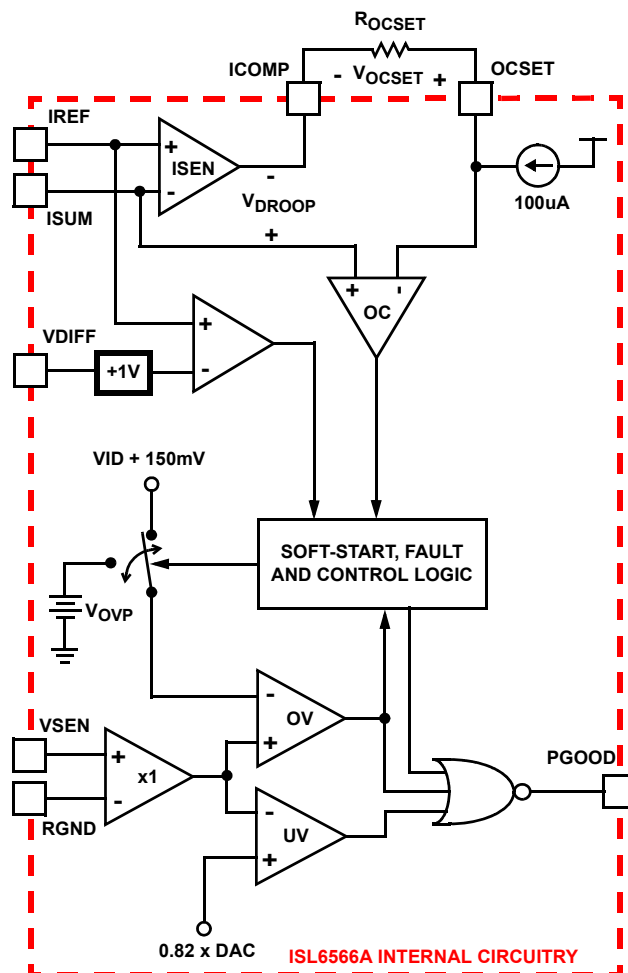 ROCSET
ICOMP
- VOCSET +
OCSET
IREF
+
ISEN
-
ISUM
-
VDROOP
+
100uA
+ -
OC
VDIFF
+1V
+
-
VID + 150mV
SOFT-START, FAULT
AND CONTROL LOGIC
VOVP
-
OV
+
VSEN
+
x1
-
RGND
PGOOD
-
UV
+
0.82 x DAC
ISL6566A INTERNAL CIRCUITRY